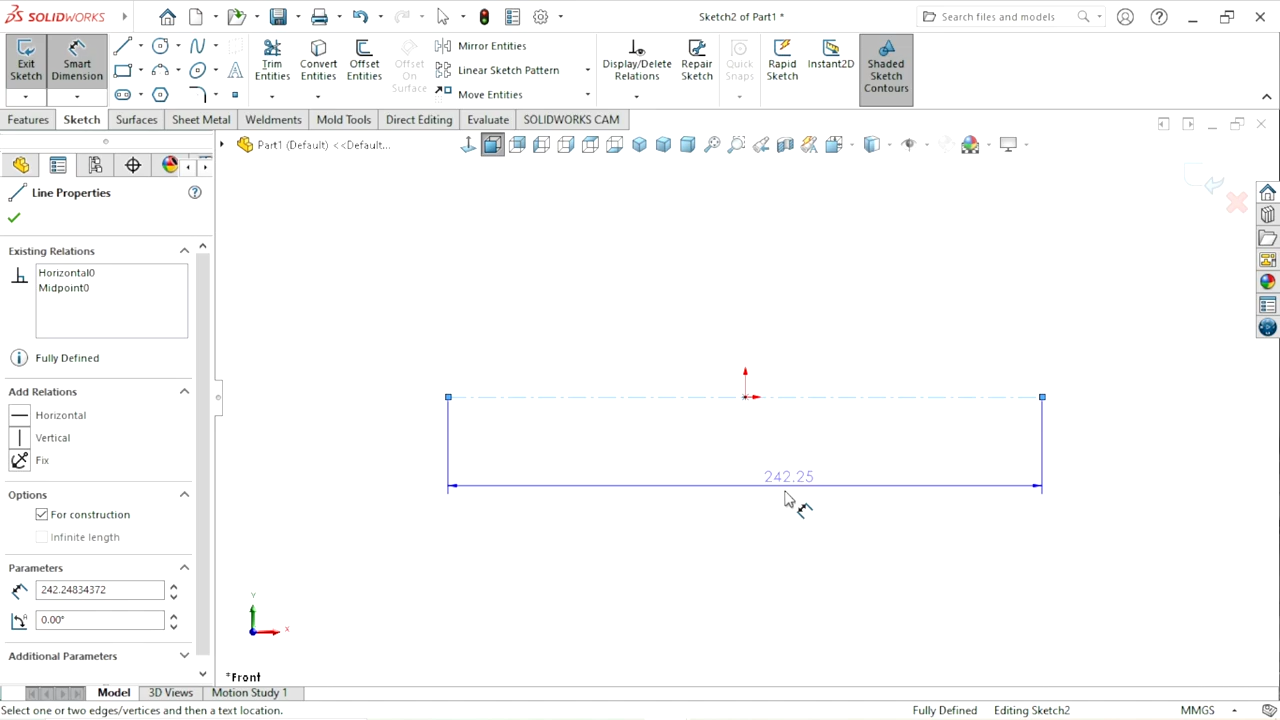 SOLIDWORKS
Sketch2 of Part1 *
Search files and models
Exit Sketch
Smart Dimension
Trim Entities
Convert Entities
Offset Entities
Offset On Surface
Mirror Entities
Linear Sketch Pattern
Move Entities
Display/Delete Relations
Repair Sketch
Quick Snaps
Rapid Sketch
Instant2D
Shaded Sketch Contours
Features
Sketch
Surfaces
Sheet Metal
Weldments
Mold Tools
Direct Editing
Evaluate
SOLIDWORKS CAM
Part1 (Default) <<Default...
Line Properties
Existing Relations
Horizontal0
Midpoint0
Fully Defined
Add Relations
Horizontal
Vertical
Fix
Options
For construction
Infinite length
Parameters
242.24834372
0.00°
Additional Parameters
242.25
Y
X
*Front
Model
3D Views
Motion Study 1
Select one or two edges/vertices and then a text location.
Fully Defined
Editing Sketch2
MMGS